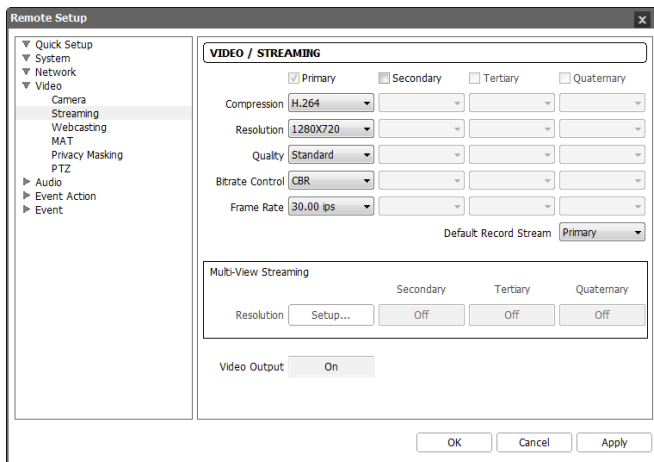 Remote Setup
x
Quick Setup
System
Network
Video
Camera
Streaming
Webcasting
MAT
Privacy Masking
PTZ
Audio
Event Action
Event
VIDEO / STREAMING
Primary Secondary Tertiary Quaternary
Compression H.264
Resolution 1280X720
Quality Standard
Bitrate Control CBR
Frame Rate 30.00 ips
Default Record Stream Primary
Multi-View Streaming
Secondary Tertiary Quaternary
Resolution Setup... Off Off Off
Video Output On
OK Cancel Apply